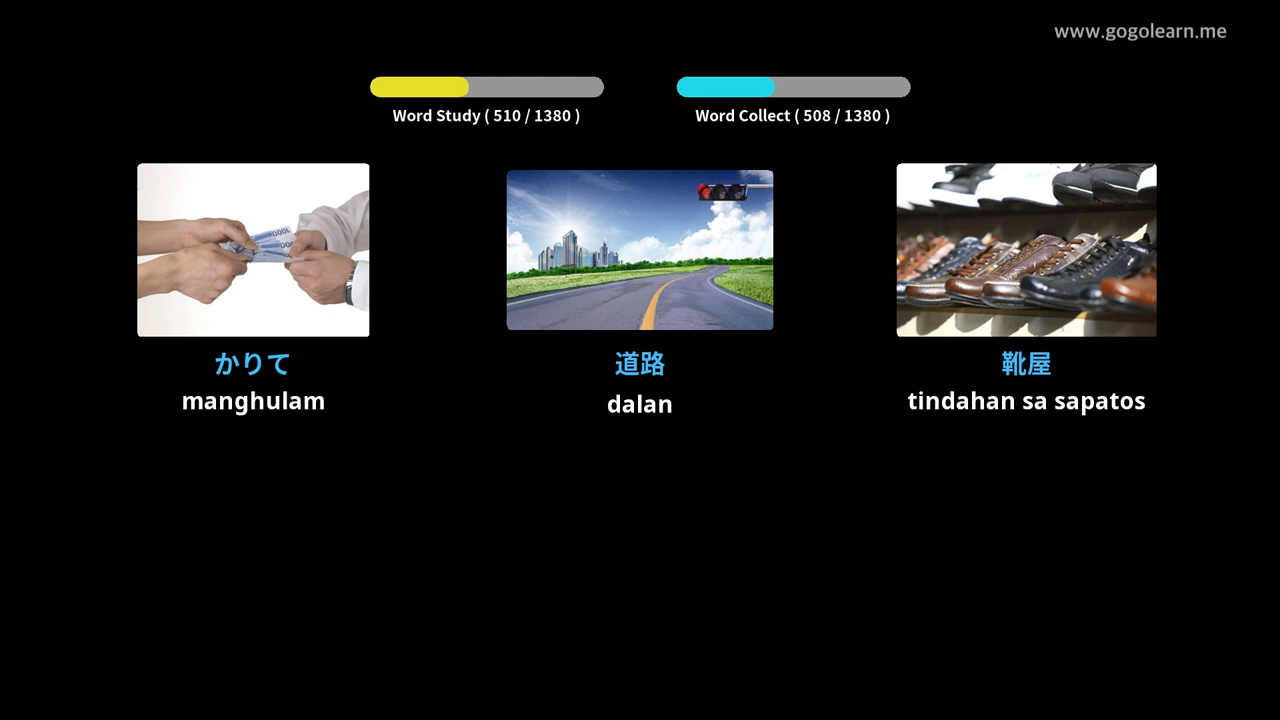 www.gogolearn.me
Word Study ( 510 / 1380 )
Word Collect ( 508 / 1380 )
かりて
manghulam
道路
dalan
靴屋
tindahan sa sapatos